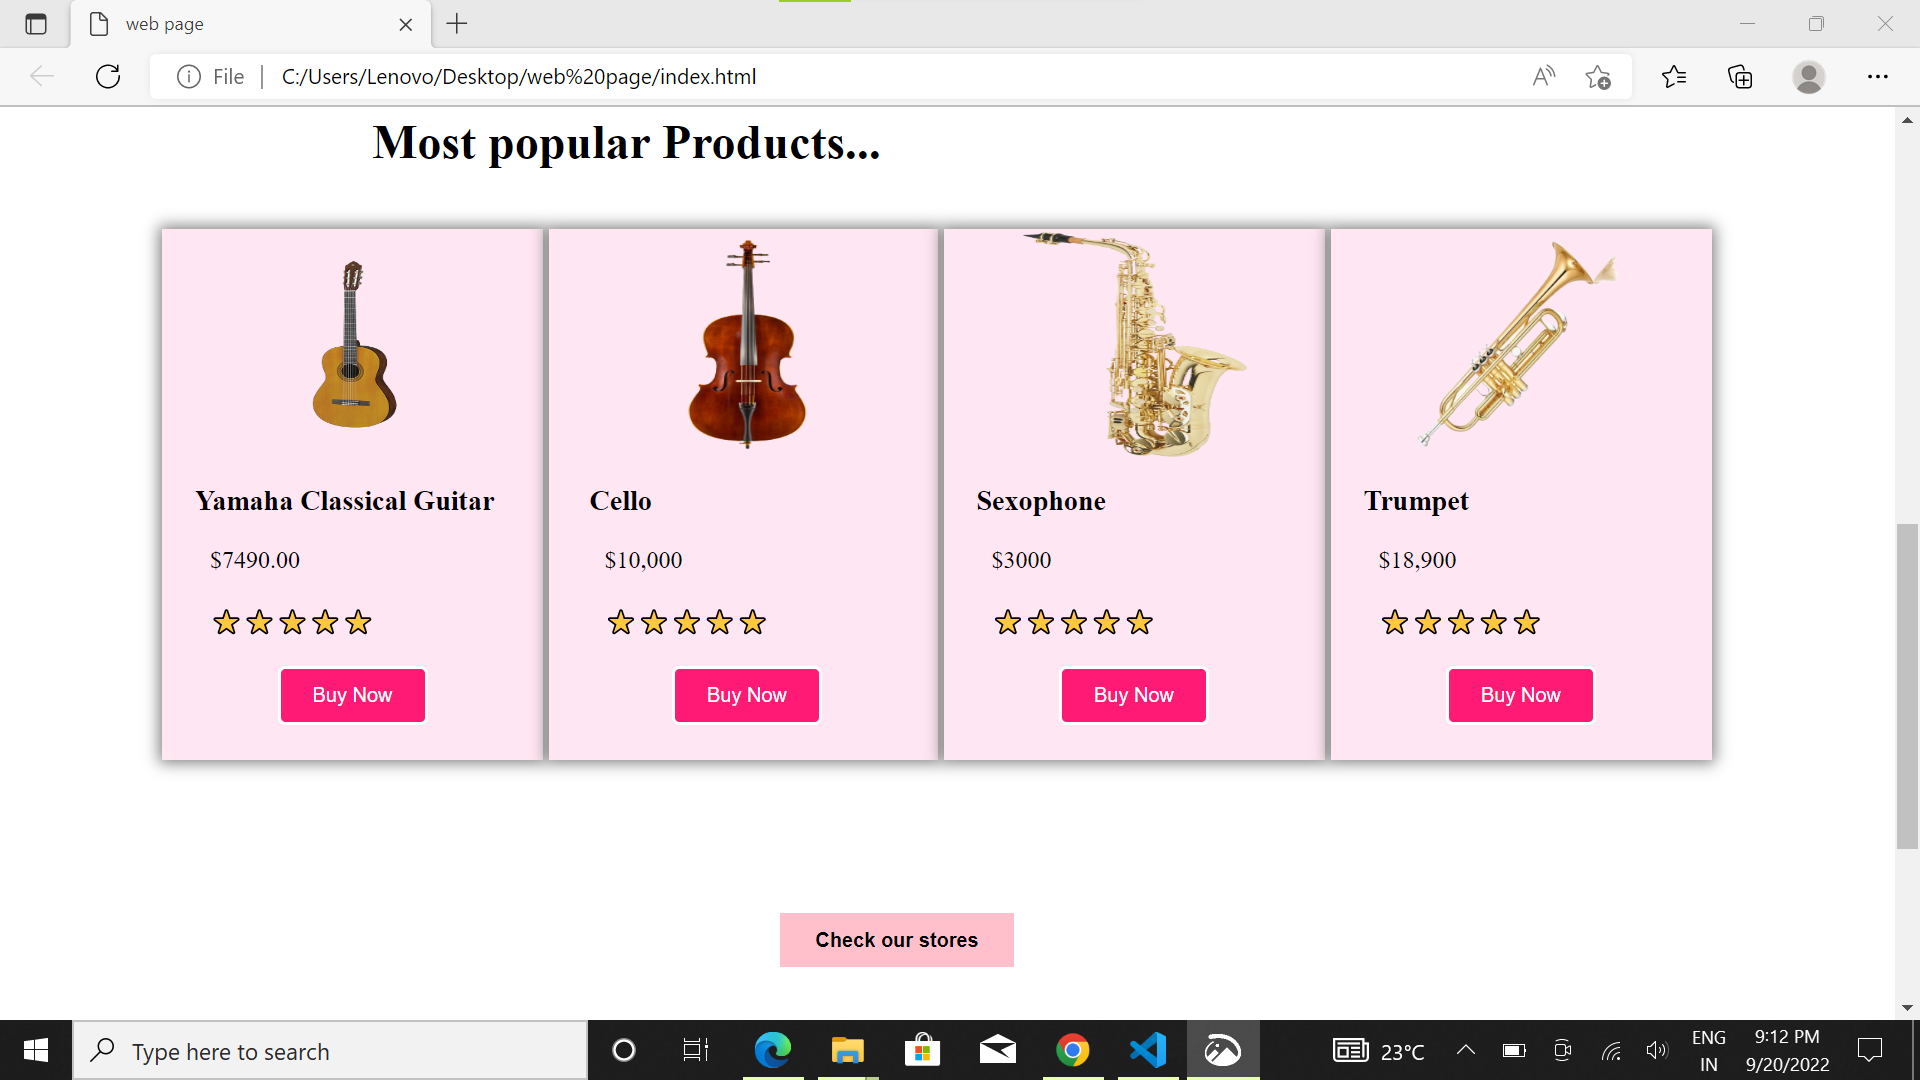 web page
File
C:/Users/Lenovo/Desktop/web%20page/index.html
Most popular Products...
Yamaha Classical Guitar
Cello
Sexophone
Trumpet
$7490.00
$10,000
$3000
$18,900
Buy Now
Buy Now
Buy Now
Buy Now
Check our stores
Type here to search
23°C
ENG
IN
9:12 PM
9/20/2022